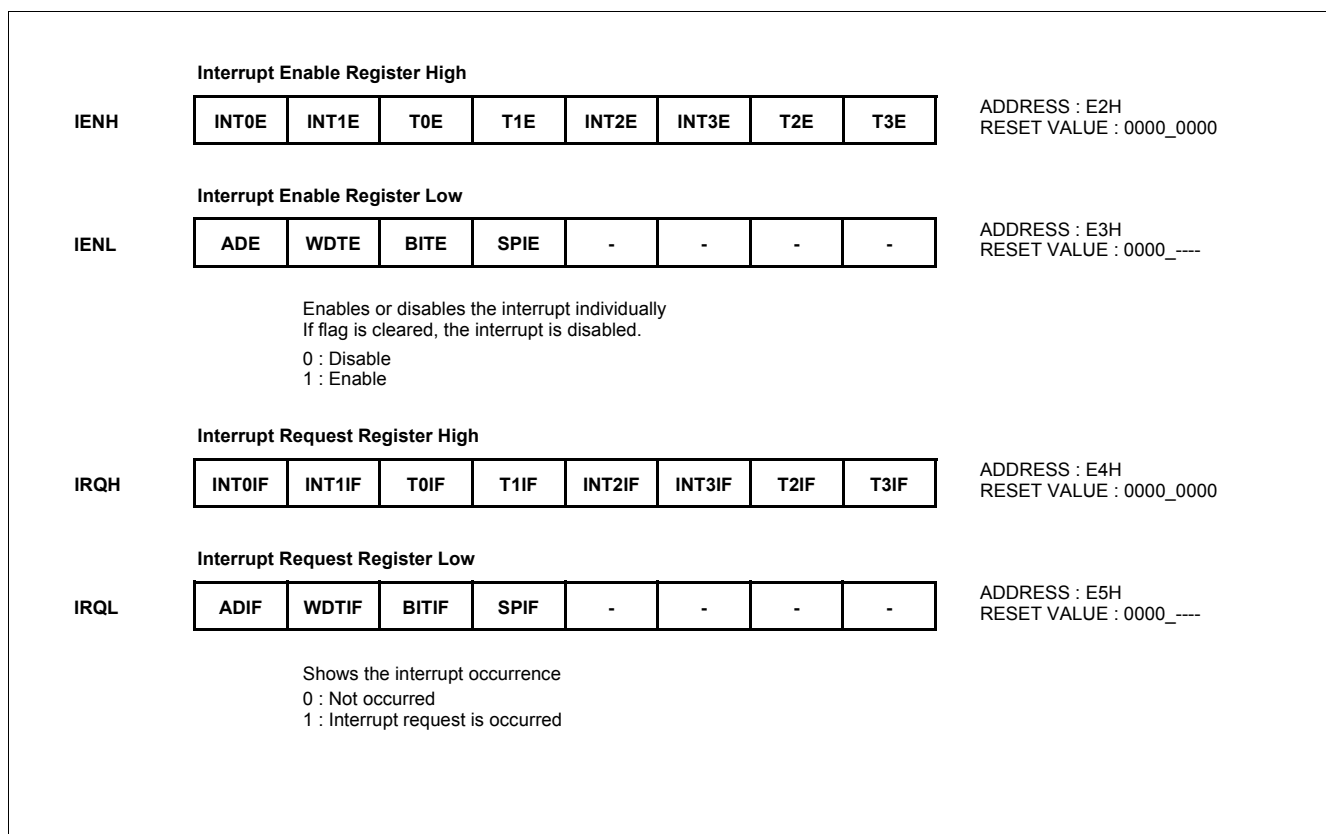 Interrupt Enable Register High
IENH INT0E INT1E T0E T1E INT2E INT3E T2E T3E ADDRESS : E2H
RESET VALUE : 0000_0000
Interrupt Enable Register Low
IENL ADE WDTE BITE SPIE - - - - ADDRESS : E3H
RESET VALUE : 0000_----
Enables or disables the interrupt individually
If flag is cleared, the interrupt is disabled.
0 : Disable
1 : Enable
Interrupt Request Register High
IRQH INT0IF INT1IF T0IF T1IF INT2IF INT3IF T2IF T3IF ADDRESS : E4H
RESET VALUE : 0000_0000
Interrupt Request Register Low
IRQL ADIF WDTIF BITIF SPIF - - - - ADDRESS : E5H
RESET VALUE : 0000_----
Shows the interrupt occurrence
0 : Not occurred
1 : Interrupt request is occurred